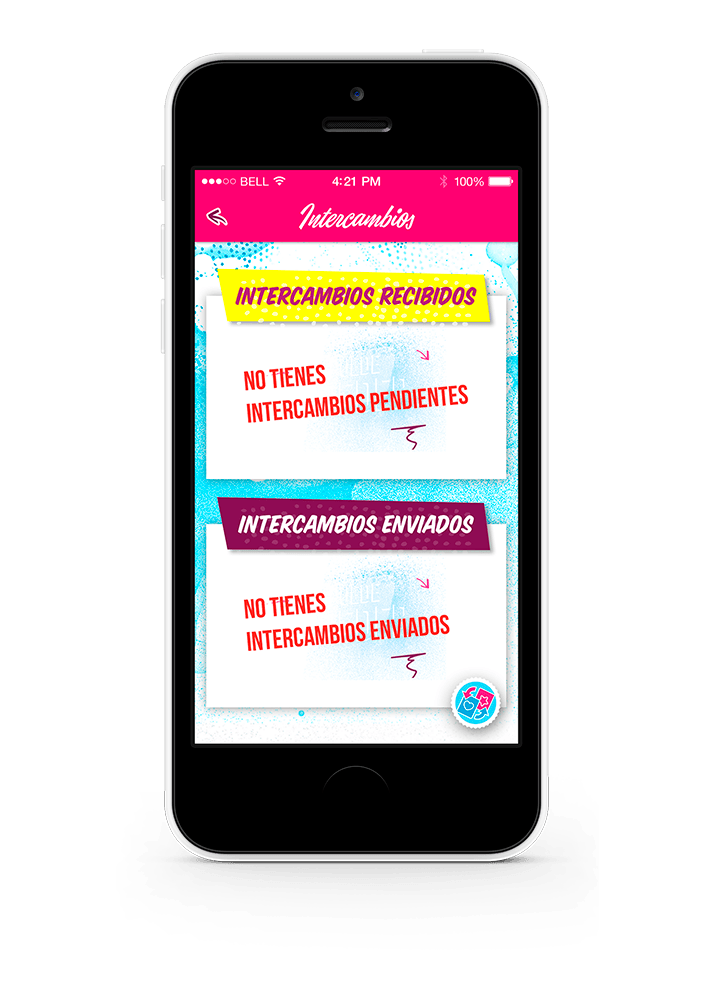 BELL
4:21 PM
100%
Intercambios
INTERCAMBIOS RECIBIDOS
NO TIENES
INTERCAMBIOS PENDIENTES
INTERCAMBIOS ENVIADOS
NO TIENES
INTERCAMBIOS ENVIADOS